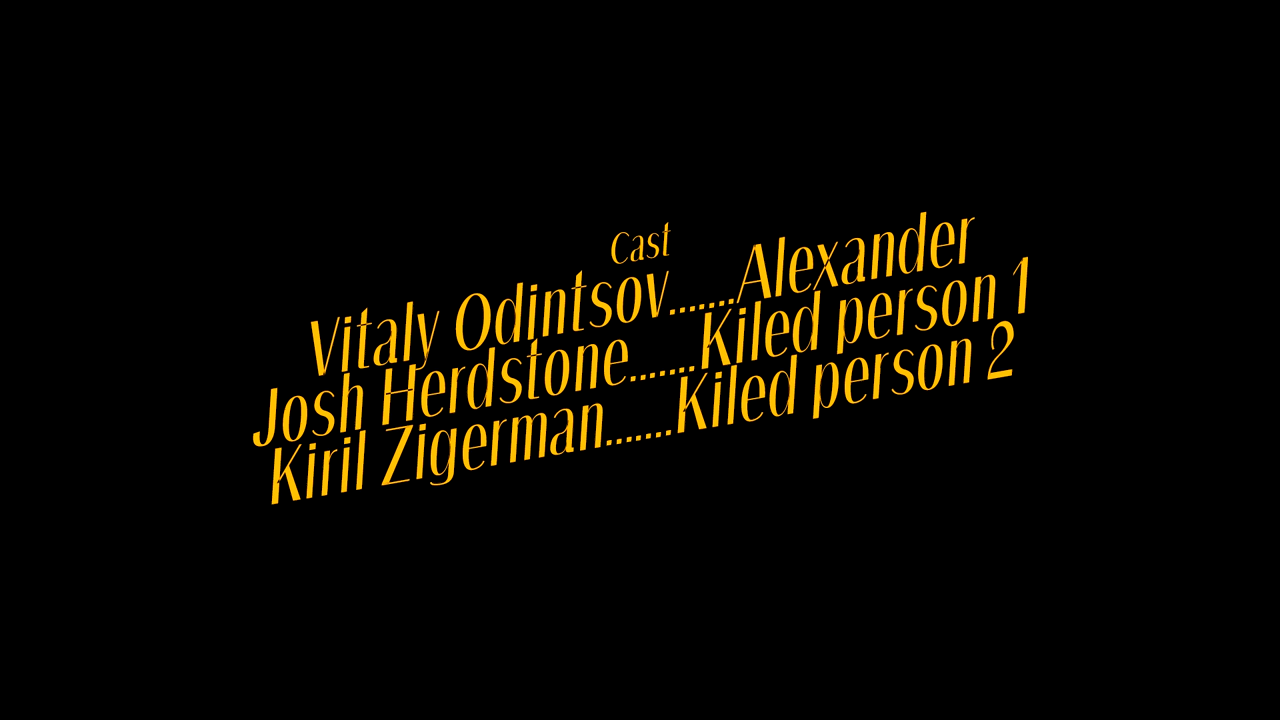 Cast
Vitaly Odintsov.......Alexander
Josh Herdstone.......Kiled person 1
Kiril Zigerman.......Kiled person 2